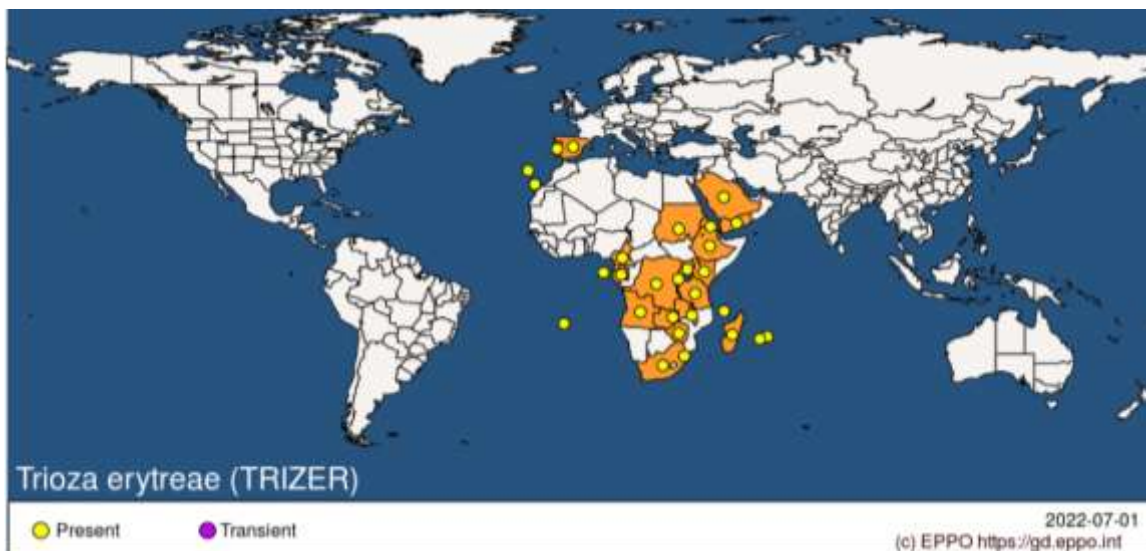 Trioza erytreae (TRIZER)
Present Transient
2022-07-01
(c) EPPO https://gd.eppo.int